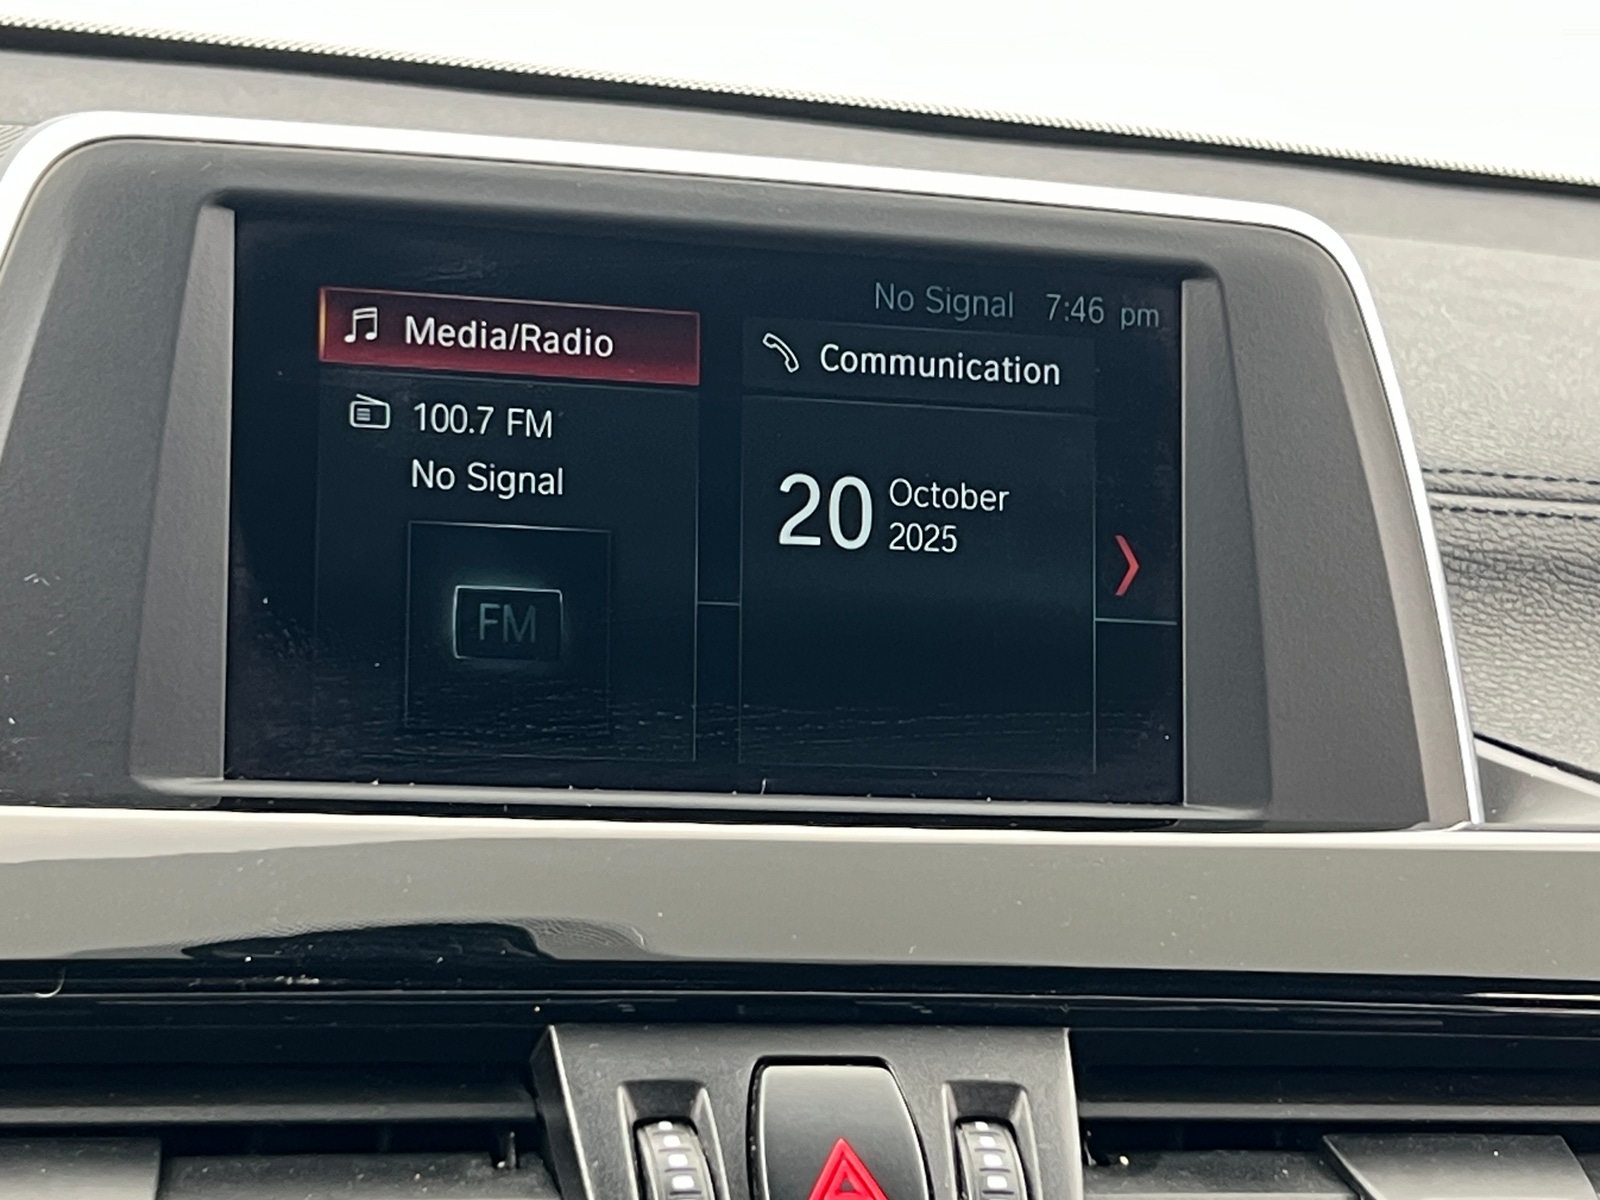 No Signal 7:46 pm
Media/Radio
100.7 FM
No Signal
FM
Communication
20 October
2025